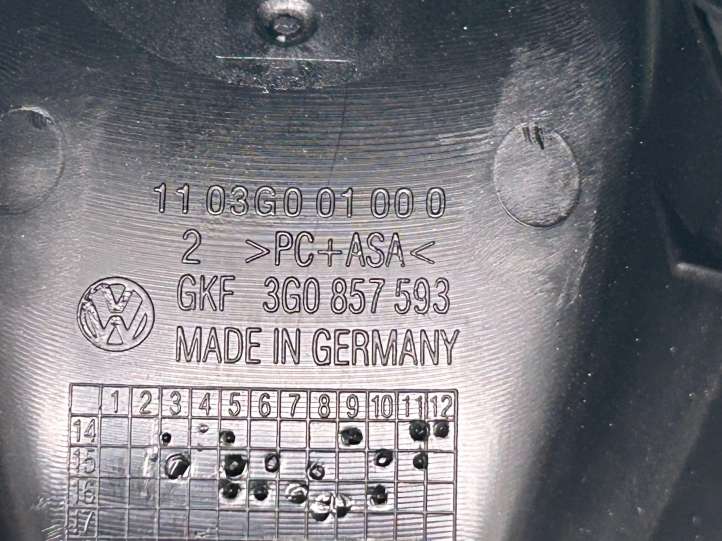 11 03G0 01 00 0
2 >PC+ASA<
GKF 3G0 857 593
VW
MADE IN GERMANY
1 2 3 4 5 6 7 8 9 10 11 12
14
15
16
17